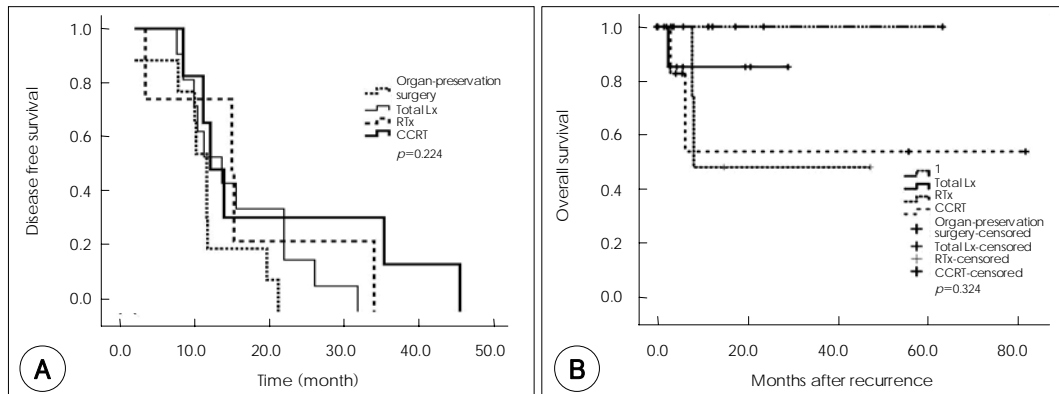 1.0
0.8
0.6
0.4
0.2
0.0
Disease free survival
Organ-preservation
surgery
Total Lx
RTx
CCRT
p=0.224
0.0 10.0 20.0 30.0 40.0 50.0
Time (month)
A
1.0
0.8
0.6
0.4
0.2
0.0
Overall survival
1
Total Lx
RTx
CCRT
Organ-preservation
surgery-censored
Total Lx-censored
RTx-censored
CCRT-censored
p=0.324
0.0 20.0 40.0 60.0 80.0
Months after recurrence
B